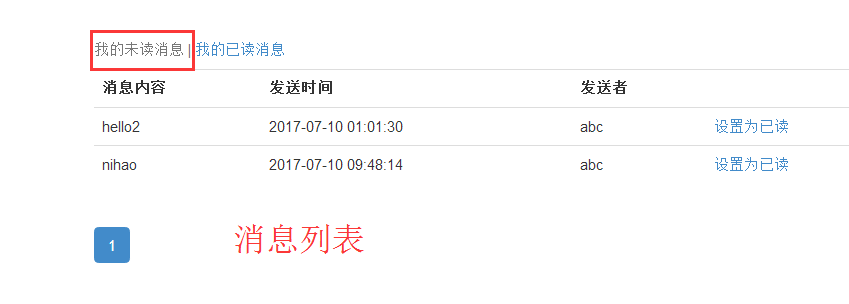 我的未读消息 | 我的已读消息
消息内容 发送时间 发送者
hello2 2017-07-10 01:01:30 abc 设置为已读
nihao 2017-07-10 09:48:14 abc 设置为已读
1 消息列表